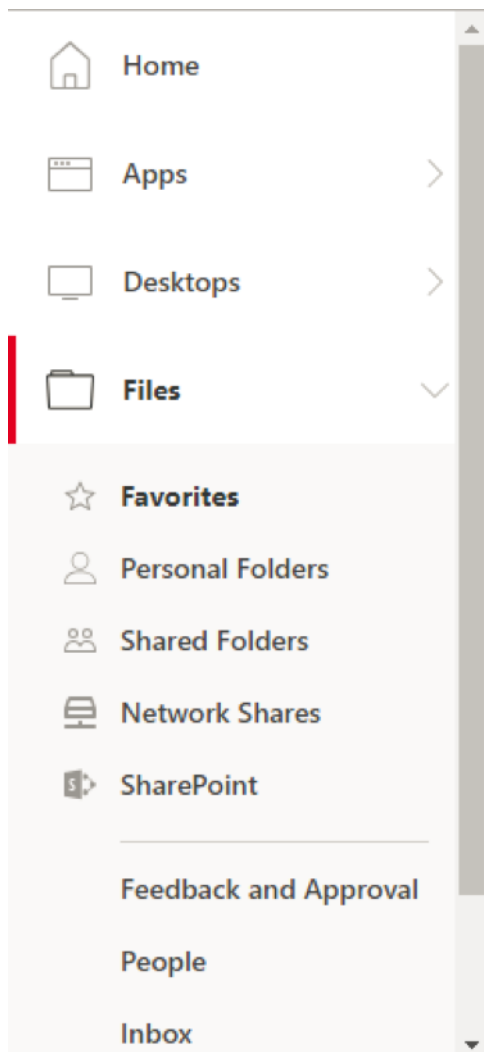 Home
Apps
Desktops
Files
Favorites
Personal Folders
Shared Folders
Network Shares
S
SharePoint
Feedback and Approval
People
Inbox